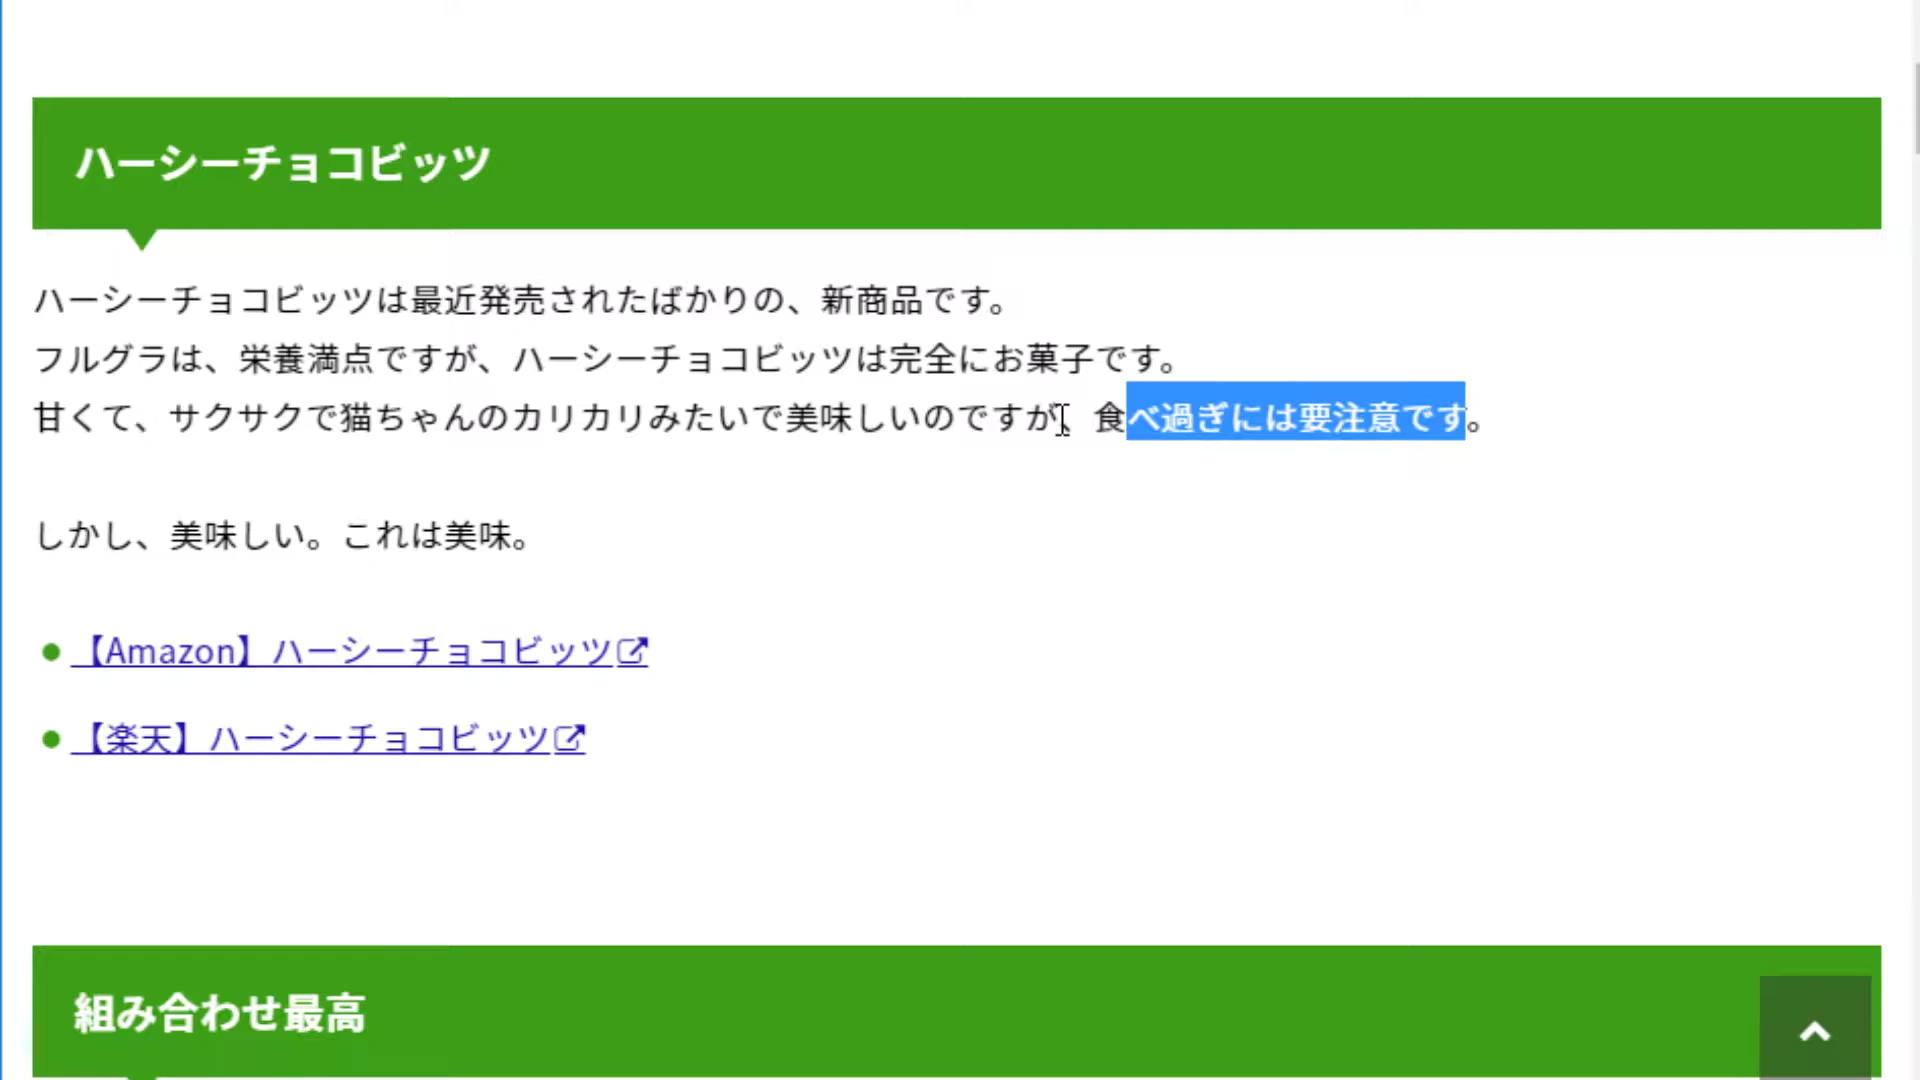 ハーシーチョコビッツ
ハーシーチョコビッツは最近発売されたばかりの、新商品です。
フルグラは、栄養満点ですが、ハーシーチョコビッツは完全にお菓子です。
甘くて、サクサクで猫ちゃんのカリカリみたいで美味しいのですが、食べ過ぎには要注意です。
しかし、美味しい。これは美味。
【Amazon】ハーシーチョコビッツ
【楽天】ハーシーチョコビッツ
組み合わせ最高